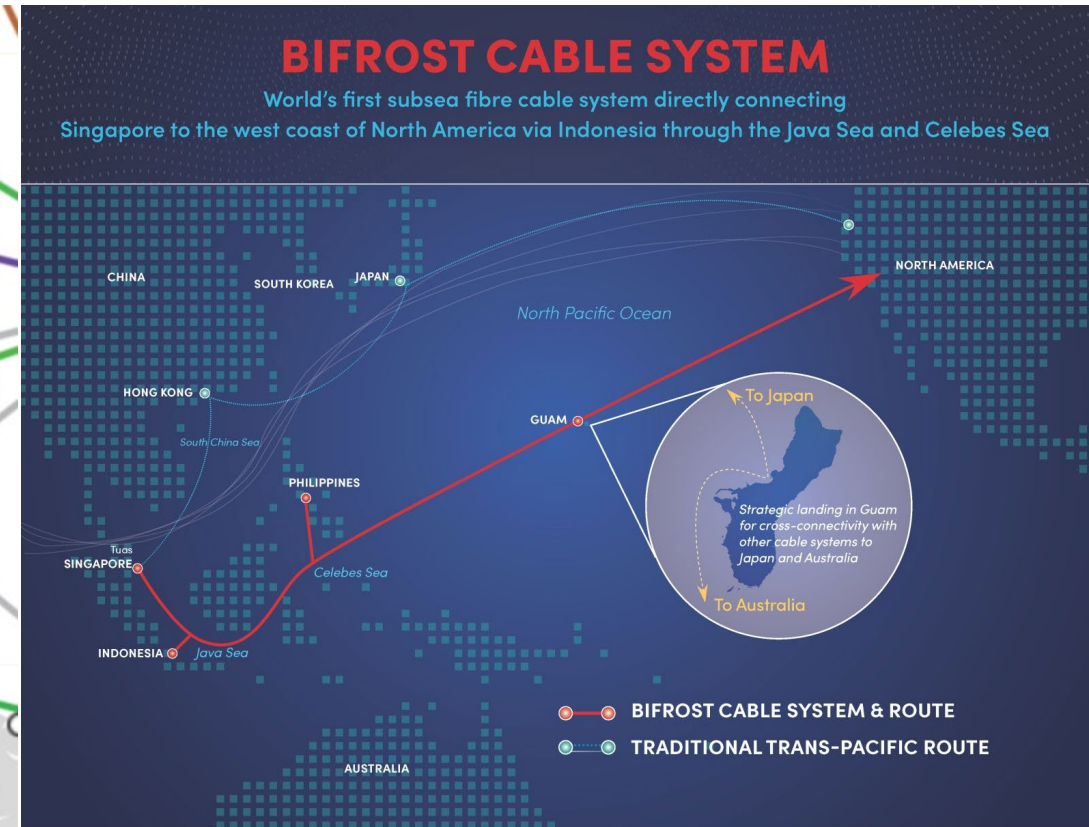 BIFROST CABLE SYSTEM
World's first subsea fibre cable system directly connecting
Singapore to the west coast of North America via Indonesia through the Java Sea and Celebes Sea
CHINA
SOUTH KOREA
JAPAN
NORTH AMERICA
North Pacific Ocean
HONG KONG
South China Sea
GUAM
To Japan
PHILIPPINES
Strategic landing in Guam
for cross-connectivity with
other cable systems to
Japan and Australia
To Australia
Tuas
SINGAPORE
Celebes Sea
INDONESIA
Java Sea
BIFROST CABLE SYSTEM & ROUTE
TRADITIONAL TRANS-PACIFIC ROUTE
AUSTRALIA